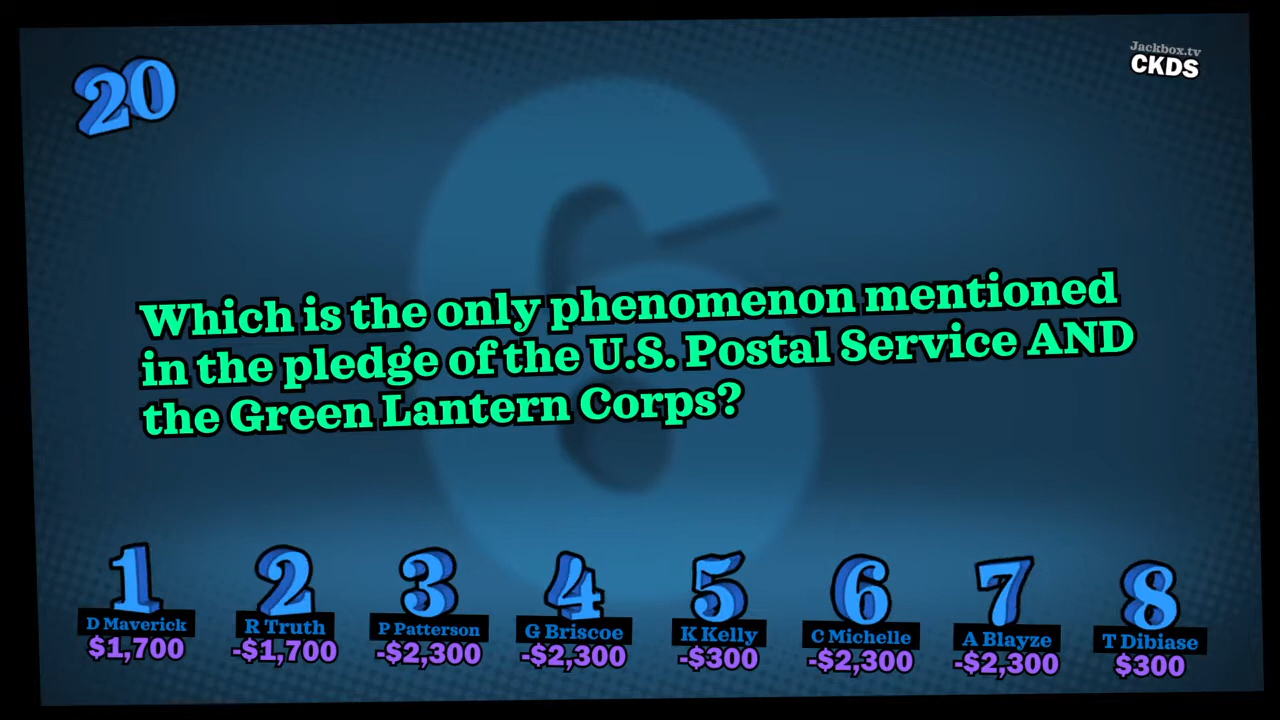 20
Jackbox.tv
CKDS
Which is the only phenomenon mentioned
in the pledge of the U.S. Postal Service AND
the Green Lantern Corps?
6
1 2 3 4 5 6 7 8
D Maverick R Truth P Patterson G Briscoe K Kelly C Michelle A Blayze T Dibiase
$1,700 -$1,700 -$2,300 -$2,300 -$300 -$2,300 -$2,300 $300